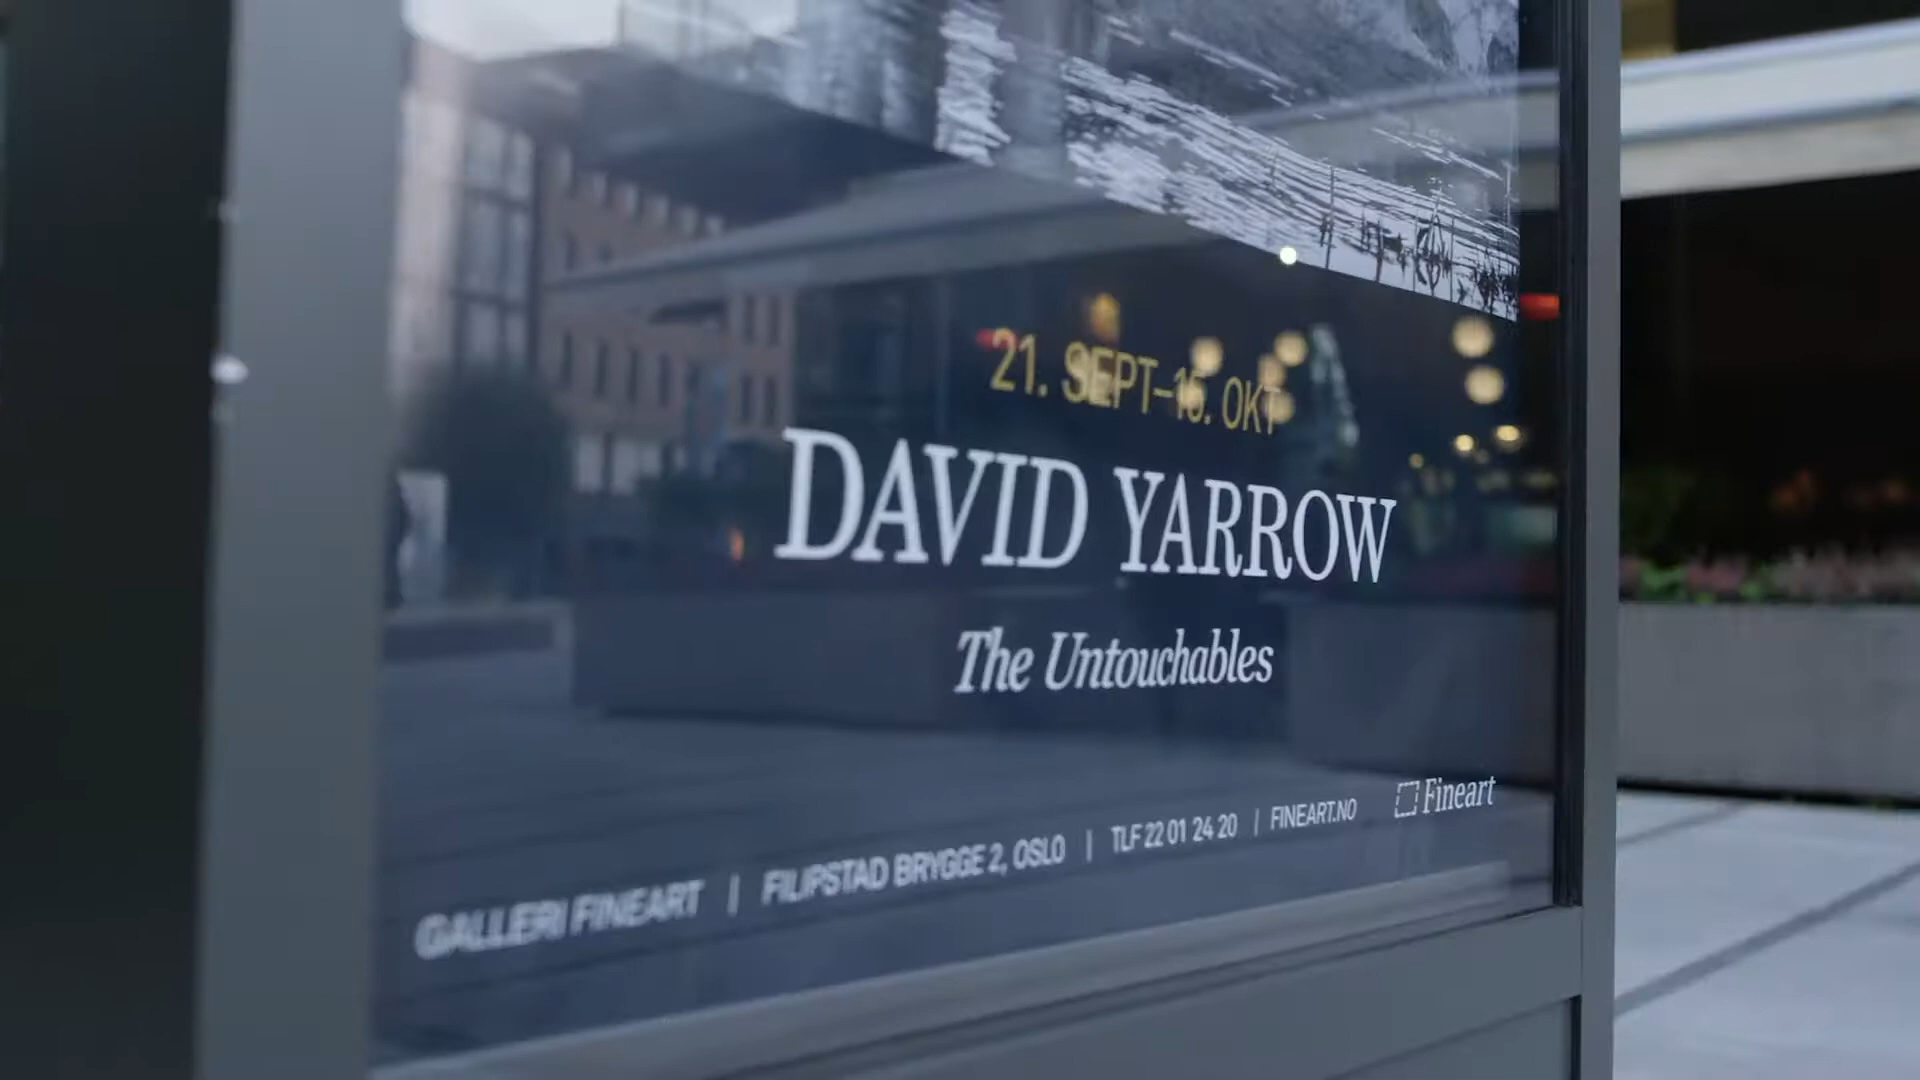 21. SEPT–15. OKT
DAVID YARROW
The Untouchables
Fineart
GALLERI FINEART | FILIPSTAD BRYGGE 2, OSLO | TLF 22 01 24 20 | FINEART.NO